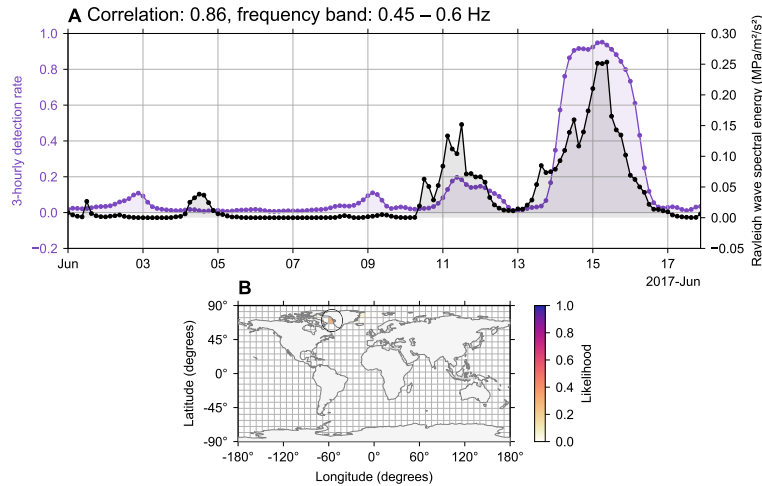 A Correlation: 0.86, frequency band: 0.45 – 0.6 Hz
3-hourly detection rate
1.0
0.8
0.6
0.4
0.2
0.0
−0.2
0.30
0.25
0.20
0.15
0.10
0.05
0.00
−0.05
Rayleigh wave spectral energy (MPa/m²/s²)
Jun 03 05 07 09 11 13 15 17
2017-Jun
B
Latitude (degrees)
90°
45°
0°
-45°
-90°
-180° -120° -60° 0° 60° 120° 180°
Longitude (degrees)
1.0
0.8
0.6
0.4
0.2
0.0
Likelihood